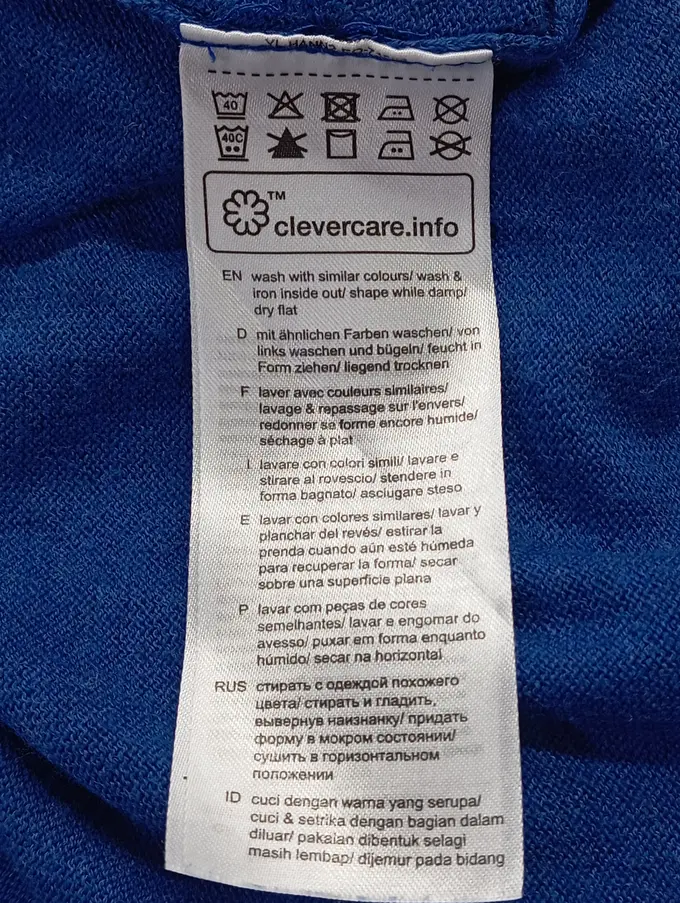 40
40C
clevercare.info™
EN wash with similar colours/ wash &
iron inside out/ shape while damp/
dry flat
D mit ähnlichen Farben waschen/ von
links waschen und bügeln/ feucht in
Form ziehen/ liegend trocknen
F laver avec couleurs similaires/
lavage & repassage sur l'envers/
redonner sa forme encore humide/
séchage à plat
I lavare con colori simili/ lavare e
stirare al rovescio/ stendere in
forma bagnato/ asciugare steso
E lavar con colores similares/ lavar y
planchar del revés/ estirar la
prenda cuando aún esté húmeda
para recuperar la forma/ secar
sobre una superficie plana
P lavar com peças de cores
semelhantes/ lavar e engomar do
avesso/ puxar em forma enquanto
húmido/ secar na horizontal
RUS стирать с одеждой похожего
цвета/ стирать и гладить,
вывернув наизнанку/ придать
форму в мокром состоянии/
сушить в горизонтальном
положении
ID cuci dengan warna yang serupa/
cuci & setrika dengan bagian dalam
diluar/ pakaian dibentuk selagi
masih lembap/ dijemur pada bidang